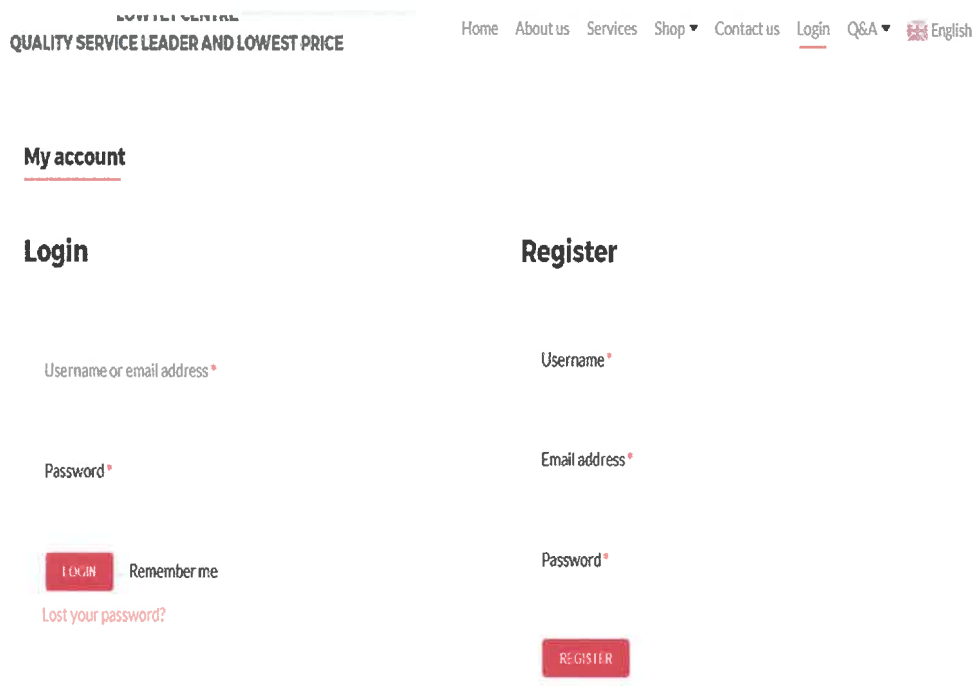 CENTRE
QUALITY SERVICE LEADER AND LOWEST PRICE
Home About us Services Shop Contact us Login Q&A English
My account
Login
Username or email address *
Password *
LOGIN Remember me
Lost your password?
Register
Username *
Email address *
Password *
REGISTER